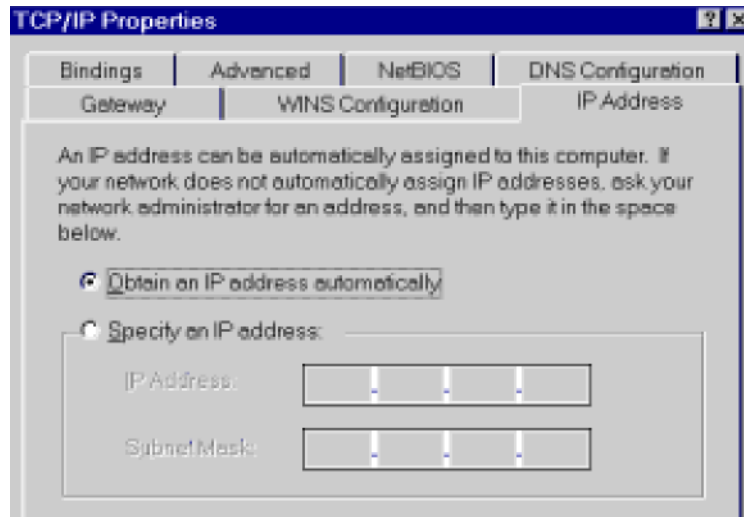 TCP/IP Properties
Bindings Advanced NetBIOS DNS Configuration
Gateway WINS Configuration IP Address
An IP address can be automatically assigned to this computer. If
your network does not automatically assign IP addresses, ask your
network administrator for an address, and then type it in the space
below.
Obtain an IP address automatically
Specify an IP address:
IP Address:
Subnet Mask: